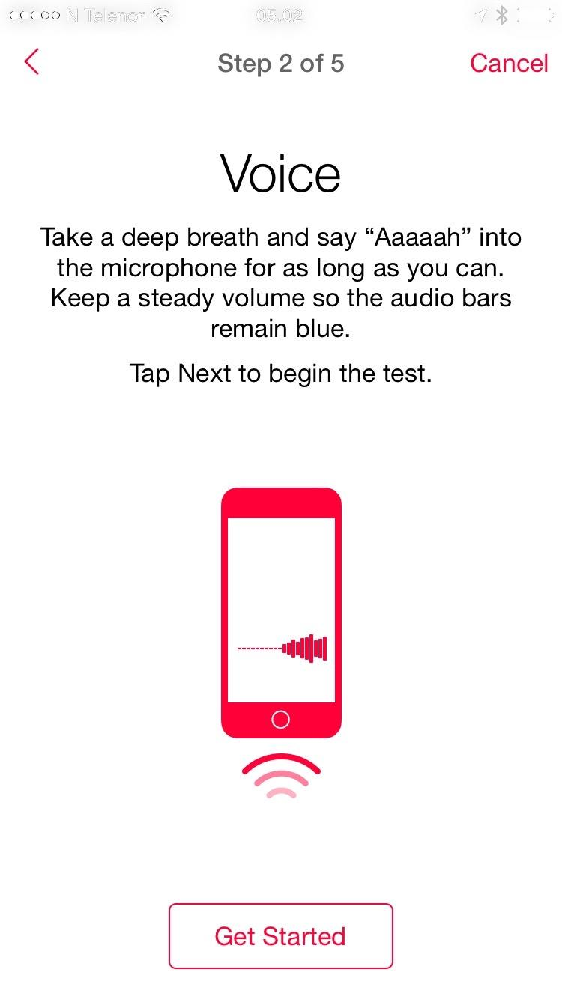 N Telenor 05.02
Step 2 of 5 Cancel
Voice
Take a deep breath and say “Aaaaah” into
the microphone for as long as you can.
Keep a steady volume so the audio bars
remain blue.
Tap Next to begin the test.
Get Started